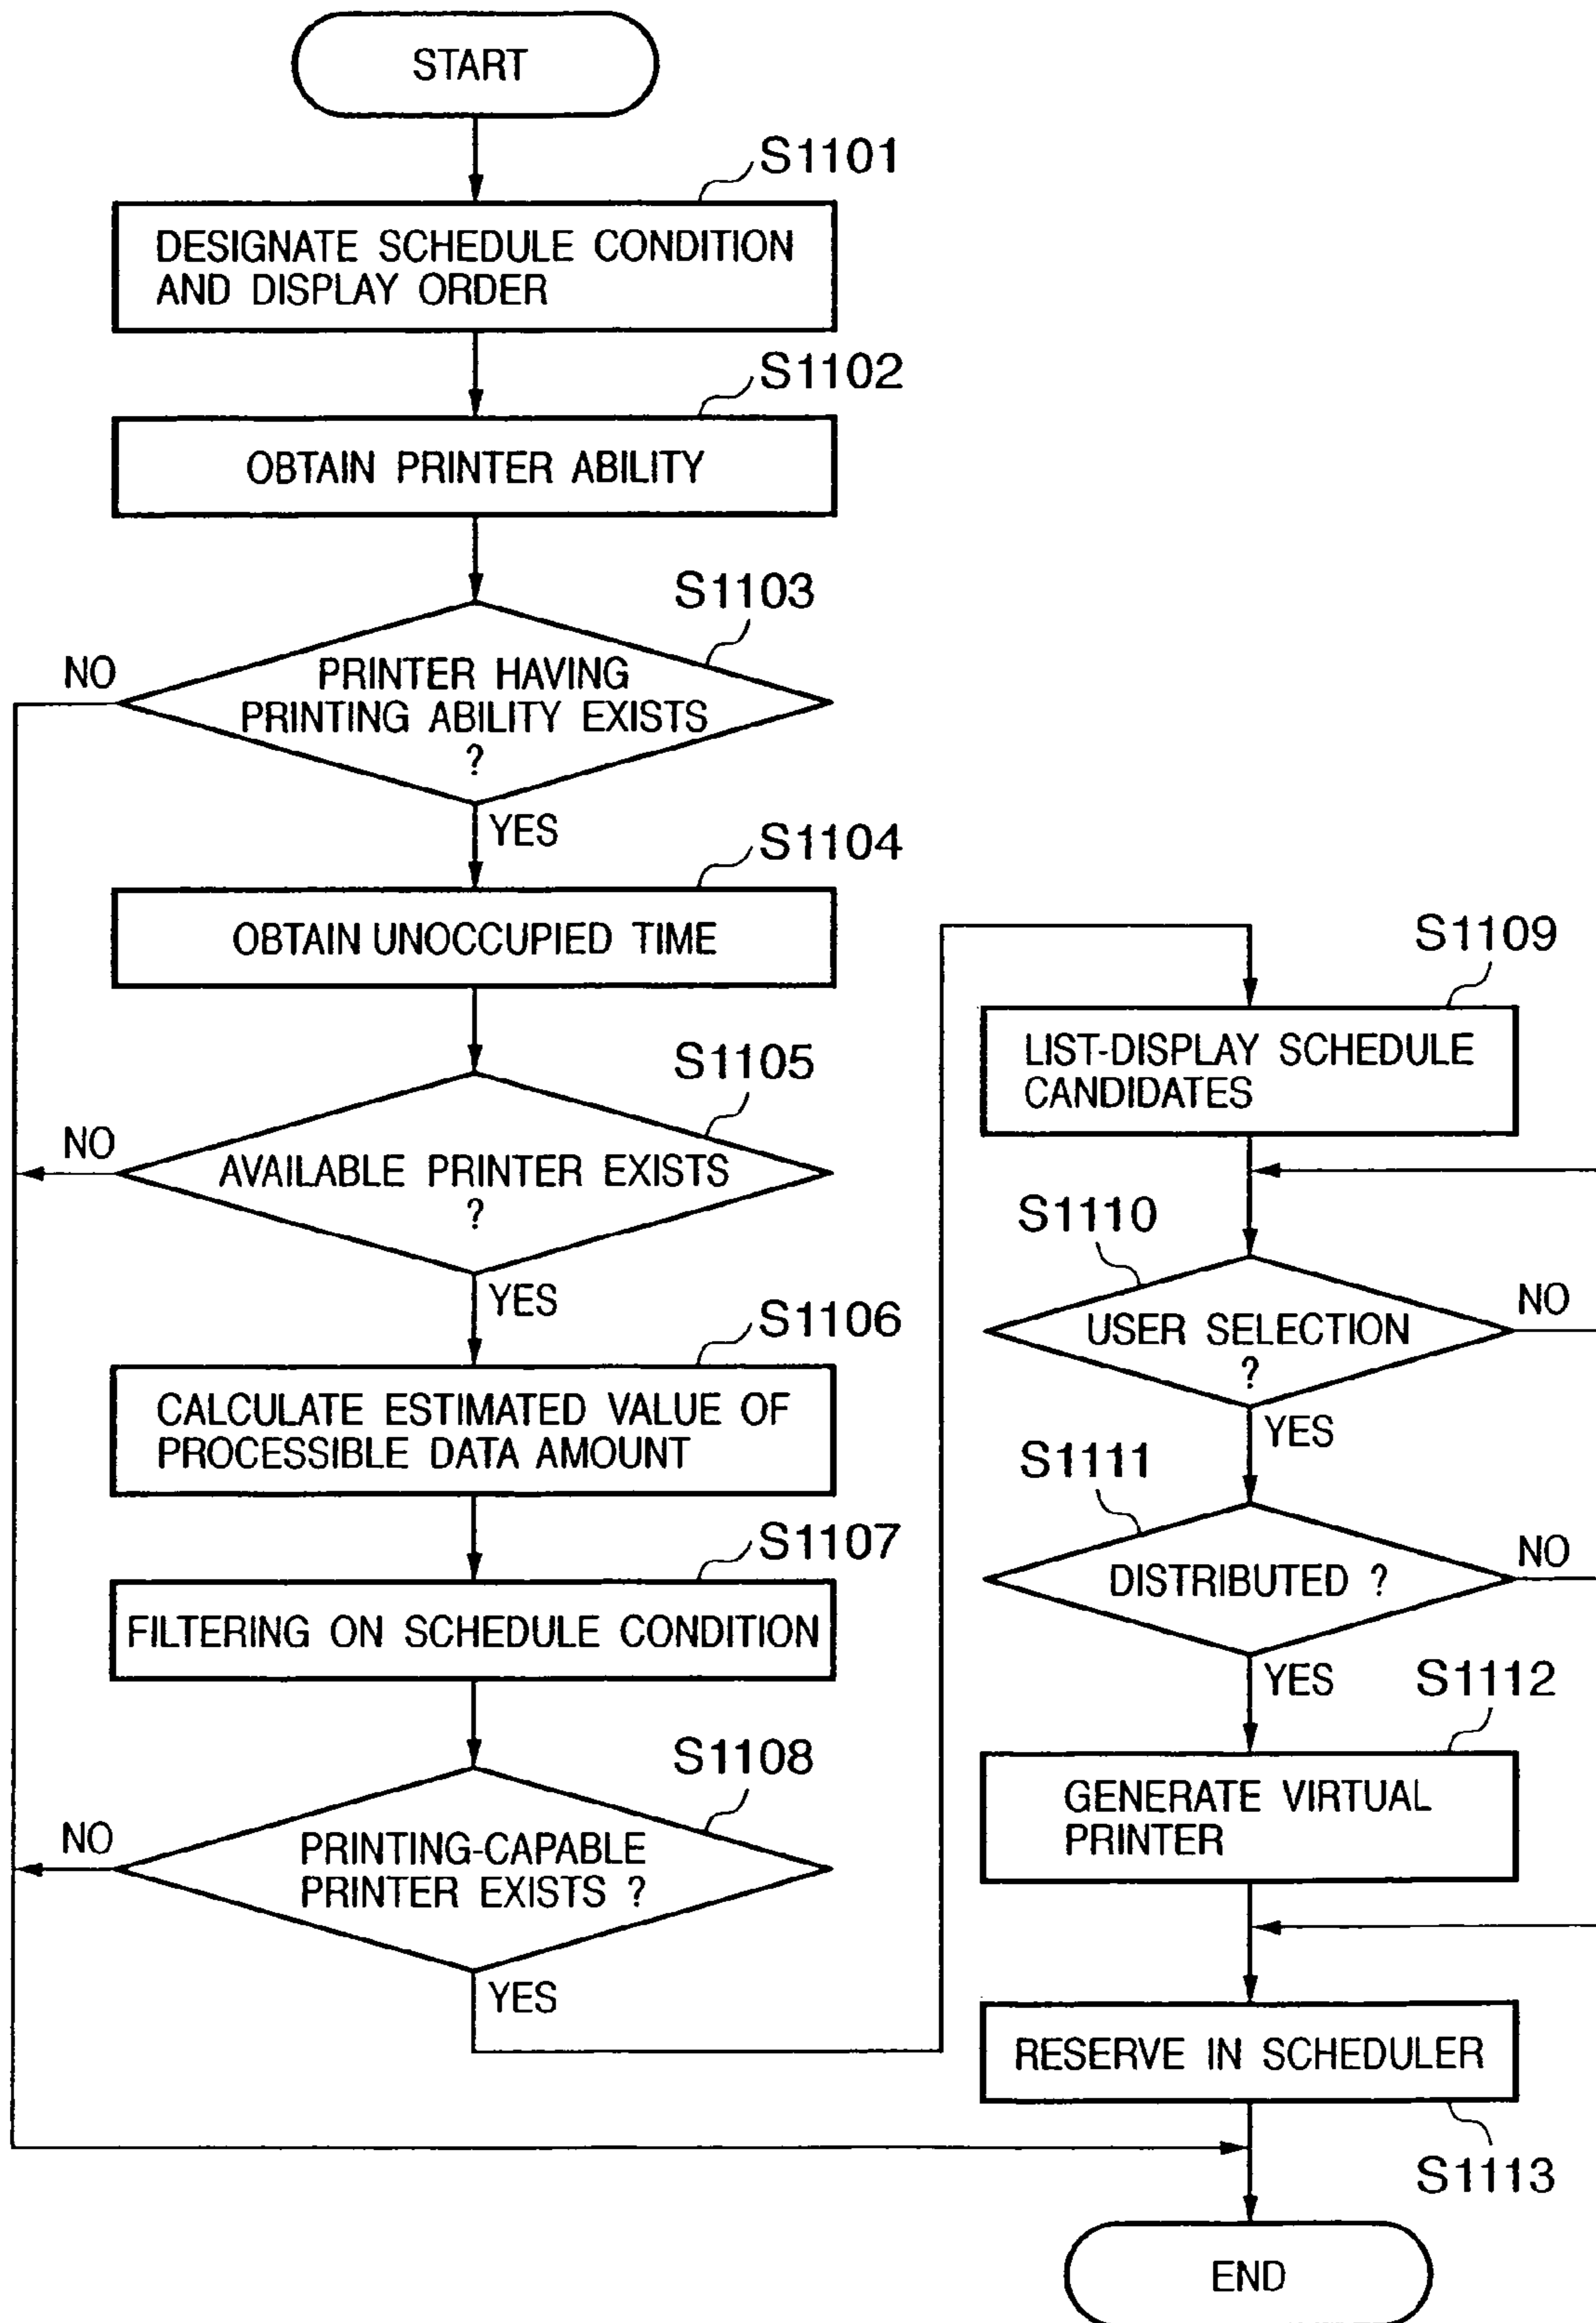 START
S1101
DESIGNATE SCHEDULE CONDITION
AND DISPLAY ORDER
S1102
OBTAIN PRINTER ABILITY
S1103
NO
PRINTER HAVING
PRINTING ABILITY EXISTS
?
YES
S1104
OBTAIN UNOCCUPIED TIME
S1105
NO
AVAILABLE PRINTER EXISTS
?
YES
S1106
CALCULATE ESTIMATED VALUE OF
PROCESSIBLE DATA AMOUNT
S1107
FILTERING ON SCHEDULE CONDITION
S1108
NO
PRINTING-CAPABLE
PRINTER EXISTS ?
YES
S1109
LIST-DISPLAY SCHEDULE
CANDIDATES
S1110
NO
USER SELECTION
?
YES
S1111
NO
DISTRIBUTED ?
YES
S1112
GENERATE VIRTUAL
PRINTER
RESERVE IN SCHEDULER
S1113
END